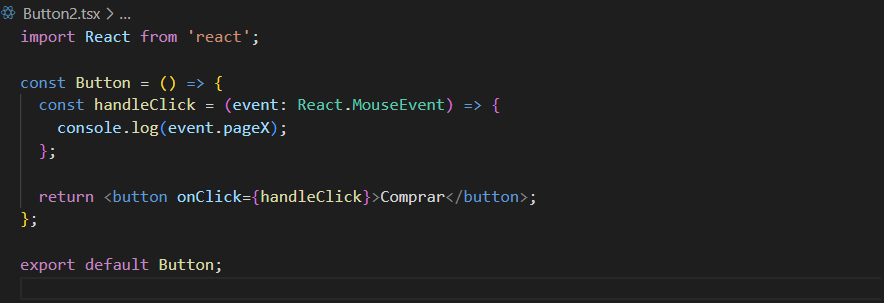 Button2.tsx > ...
import React from 'react';
const Button = () => {
const handleClick = (event: React.MouseEvent) => {
console.log(event.pageX);
};
return <button onClick={handleClick}>Comprar</button>;
};
export default Button;